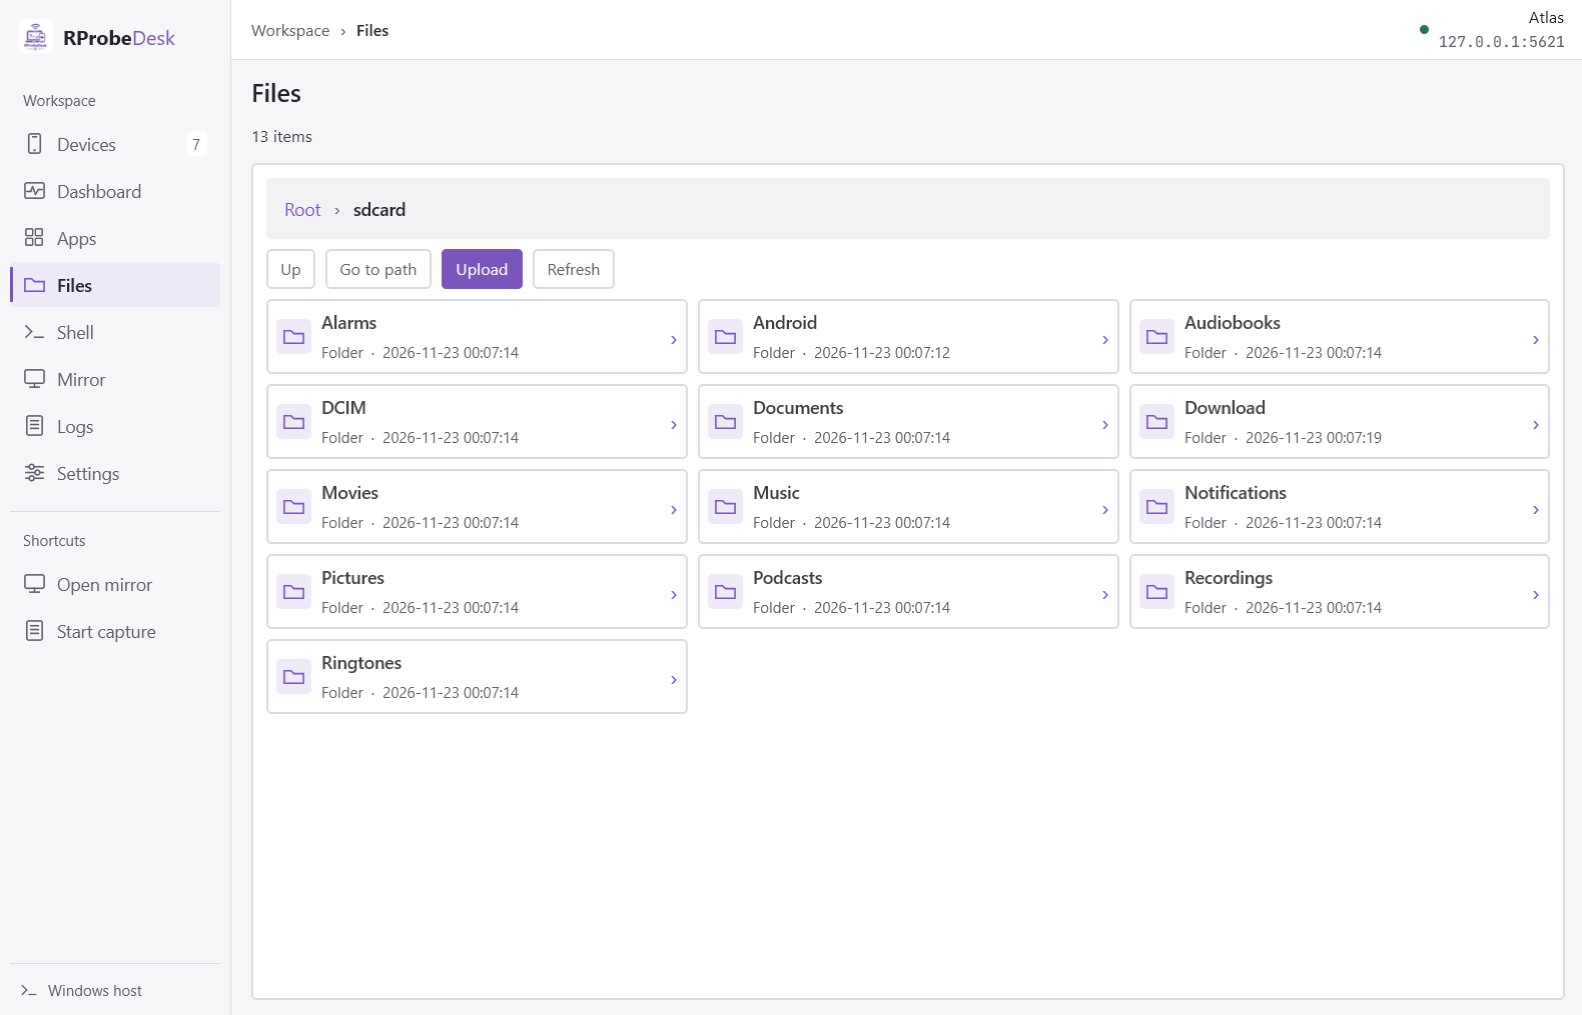 RProbeDesk
Workspace › Files
Atlas
127.0.0.1:5621
Workspace
Devices 7
Dashboard
Apps
Files
Shell
Mirror
Logs
Settings
Shortcuts
Open mirror
Start capture
Windows host
Files
13 items
Root › sdcard
Up Go to path Upload Refresh
Alarms
Folder · 2026-11-23 00:07:14
Android
Folder · 2026-11-23 00:07:12
Audiobooks
Folder · 2026-11-23 00:07:14
DCIM
Folder · 2026-11-23 00:07:14
Documents
Folder · 2026-11-23 00:07:14
Download
Folder · 2026-11-23 00:07:19
Movies
Folder · 2026-11-23 00:07:14
Music
Folder · 2026-11-23 00:07:14
Notifications
Folder · 2026-11-23 00:07:14
Pictures
Folder · 2026-11-23 00:07:14
Podcasts
Folder · 2026-11-23 00:07:14
Recordings
Folder · 2026-11-23 00:07:14
Ringtones
Folder · 2026-11-23 00:07:14